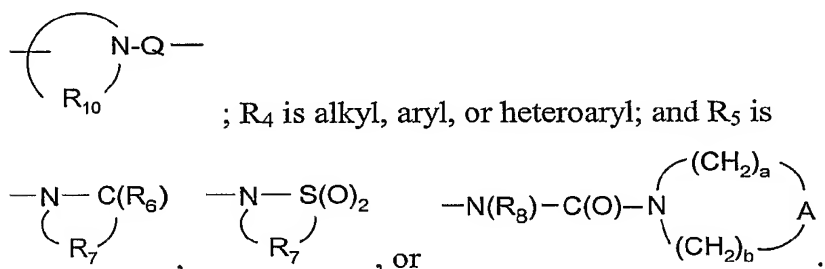 N-Q
R10
; R4 is alkyl, aryl, or heteroaryl; and R5 is
(CH2)a
—N—C(R6) —N—S(O)2 —N(R8)—C(O)—N A
R7 , R7 , or (CH2)b .